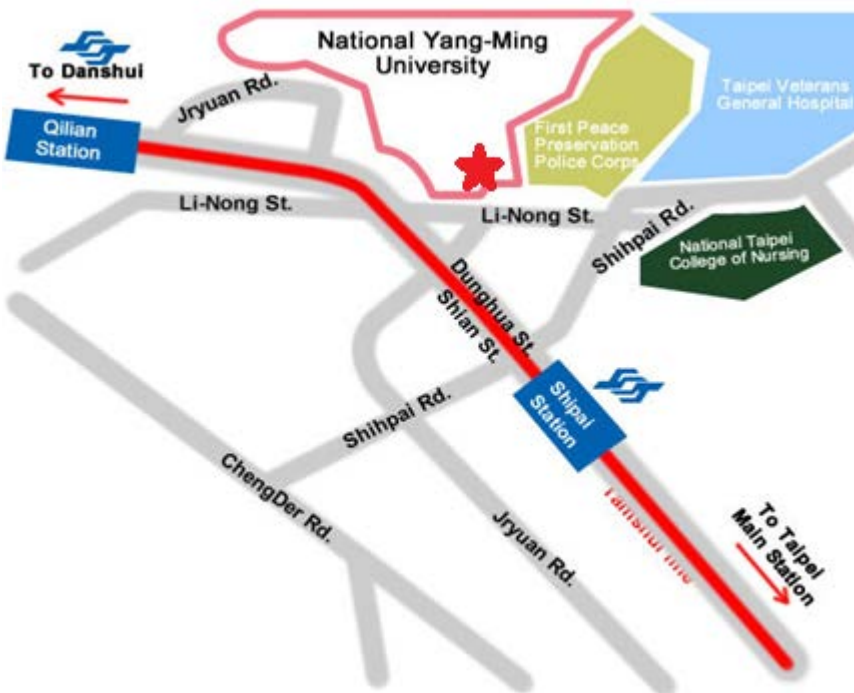 National Yang-Ming
University
To Danshui
Jryuan Rd.
Taipei Veterans
General Hospital
Qilian
Station
First Peace
Preservation
Police Corps
Li-Nong St.
Li-Nong St.
Shihpai Rd.
National Taipei
College of Nursing
Dunghua St.
Shian St.
Shipai
Station
Shihpai Rd.
ChengDer Rd.
Jryuan Rd.
To Taipei
Main Station